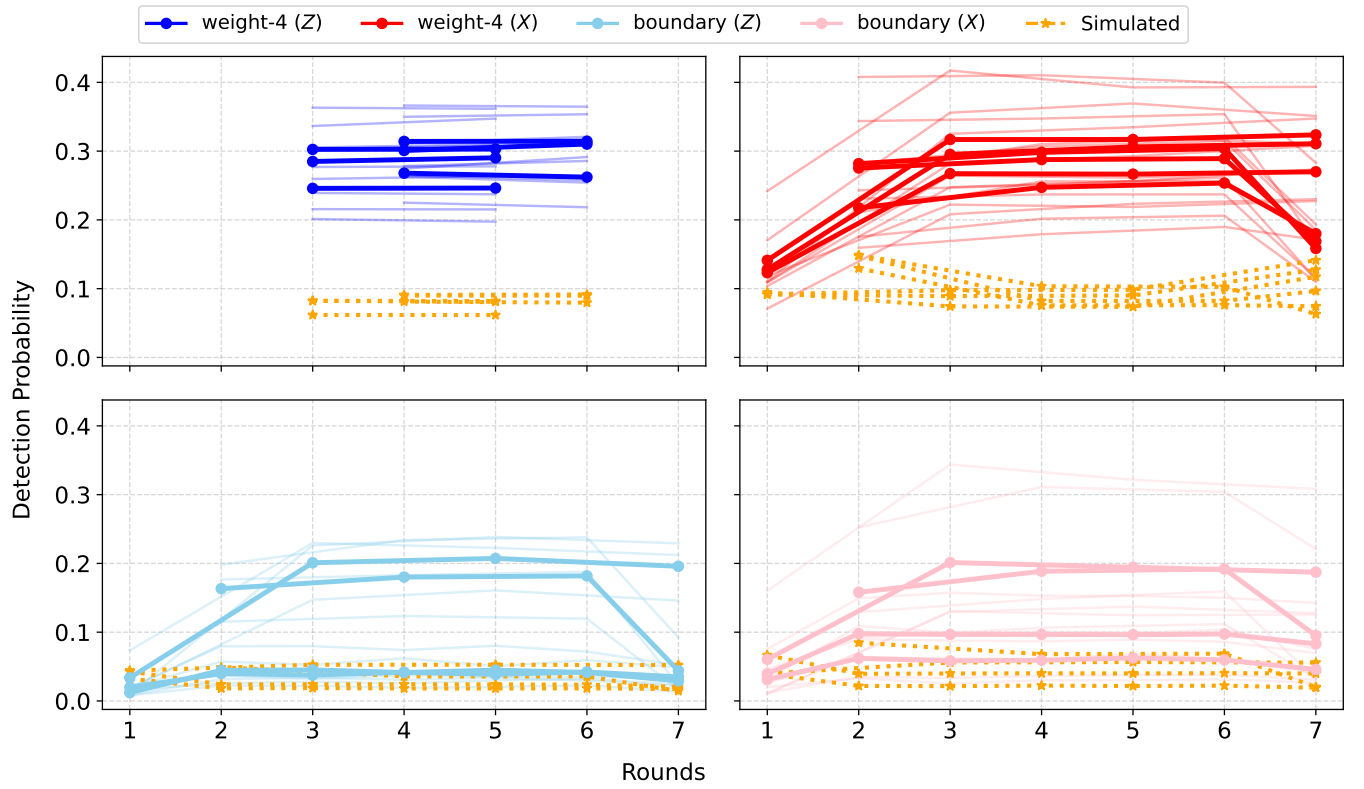 weight-4 (Z) weight-4 (X) boundary (Z) boundary (X) Simulated
0.4
0.3
0.2
0.1
0.0
Detection Probability
0.4
0.3
0.2
0.1
0.0
1 2 3 4 5 6 7 1 2 3 4 5 6 7
Rounds